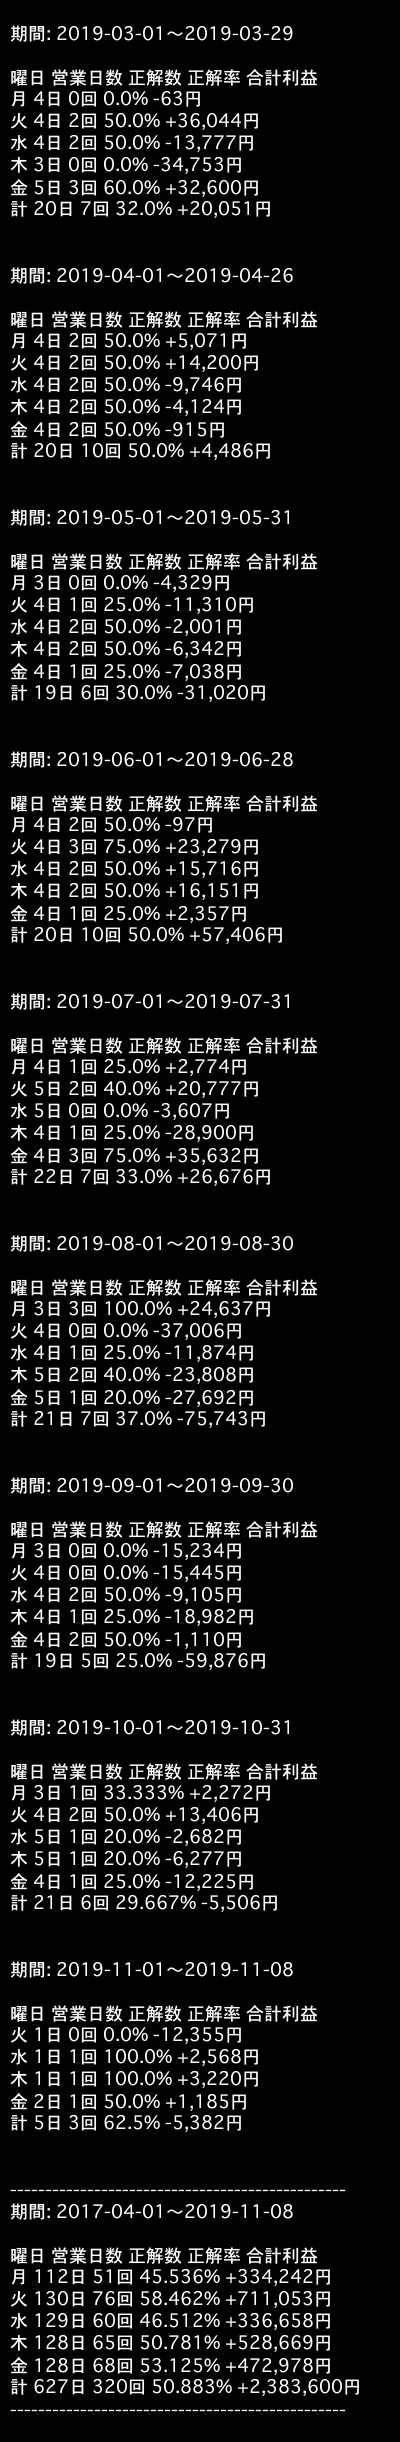 期間: 2019-03-01～2019-03-29
曜日 営業日数 正解数 正解率 合計利益
月 4日 0回 0.0% -63円
火 4日 2回 50.0% +36,044円
水 4日 2回 50.0% -13,777円
木 3日 0回 0.0% -34,753円
金 5日 3回 60.0% +32,600円
計 20日 7回 32.0% +20,051円
期間: 2019-04-01～2019-04-26
曜日 営業日数 正解数 正解率 合計利益
月 4日 2回 50.0% +5,071円
火 4日 2回 50.0% +14,200円
水 4日 2回 50.0% -9,746円
木 4日 2回 50.0% -4,124円
金 4日 2回 50.0% -915円
計 20日 10回 50.0% +4,486円
期間: 2019-05-01～2019-05-31
曜日 営業日数 正解数 正解率 合計利益
月 3日 0回 0.0% -4,329円
火 4日 1回 25.0% -11,310円
水 4日 2回 50.0% -2,001円
木 4日 2回 50.0% -6,342円
金 4日 1回 25.0% -7,038円
計 19日 6回 30.0% -31,020円
期間: 2019-06-01～2019-06-28
曜日 営業日数 正解数 正解率 合計利益
月 4日 2回 50.0% -97円
火 4日 3回 75.0% +23,279円
水 4日 2回 50.0% +15,716円
木 4日 2回 50.0% +16,151円
金 4日 1回 25.0% +2,357円
計 20日 10回 50.0% +57,406円
期間: 2019-07-01～2019-07-31
曜日 営業日数 正解数 正解率 合計利益
月 4日 1回 25.0% +2,774円
火 5日 2回 40.0% +20,777円
水 5日 0回 0.0% -3,607円
木 4日 1回 25.0% -28,900円
金 4日 3回 75.0% +35,632円
計 22日 7回 33.0% +26,676円
期間: 2019-08-01～2019-08-30
曜日 営業日数 正解数 正解率 合計利益
月 3日 3回 100.0% +24,637円
火 4日 0回 0.0% -37,006円
水 4日 1回 25.0% -11,874円
木 5日 2回 40.0% -23,808円
金 5日 1回 20.0% -27,692円
計 21日 7回 37.0% -75,743円
期間: 2019-09-01～2019-09-30
曜日 営業日数 正解数 正解率 合計利益
月 3日 0回 0.0% -15,234円
火 4日 0回 0.0% -15,445円
水 4日 2回 50.0% -9,105円
木 4日 1回 25.0% -18,982円
金 4日 2回 50.0% -1,110円
計 19日 5回 25.0% -59,876円
期間: 2019-10-01～2019-10-31
曜日 営業日数 正解数 正解率 合計利益
月 3日 1回 33.333% +2,272円
火 4日 2回 50.0% +13,406円
水 5日 1回 20.0% -2,682円
木 5日 1回 20.0% -6,277円
金 4日 1回 25.0% -12,225円
計 21日 6回 29.667% -5,506円
期間: 2019-11-01～2019-11-08
曜日 営業日数 正解数 正解率 合計利益
火 1日 0回 0.0% -12,355円
水 1日 1回 100.0% +2,568円
木 1日 1回 100.0% +3,220円
金 2日 1回 50.0% +1,185円
計 5日 3回 62.5% -5,382円
------------------------------------------------
期間: 2017-04-01～2019-11-08
曜日 営業日数 正解数 正解率 合計利益
月 112日 51回 45.536% +334,242円
火 130日 76回 58.462% +711,053円
水 129日 60回 46.512% +336,658円
木 128日 65回 50.781% +528,669円
金 128日 68回 53.125% +472,978円
計 627日 320回 50.883% +2,383,600円
------------------------------------------------